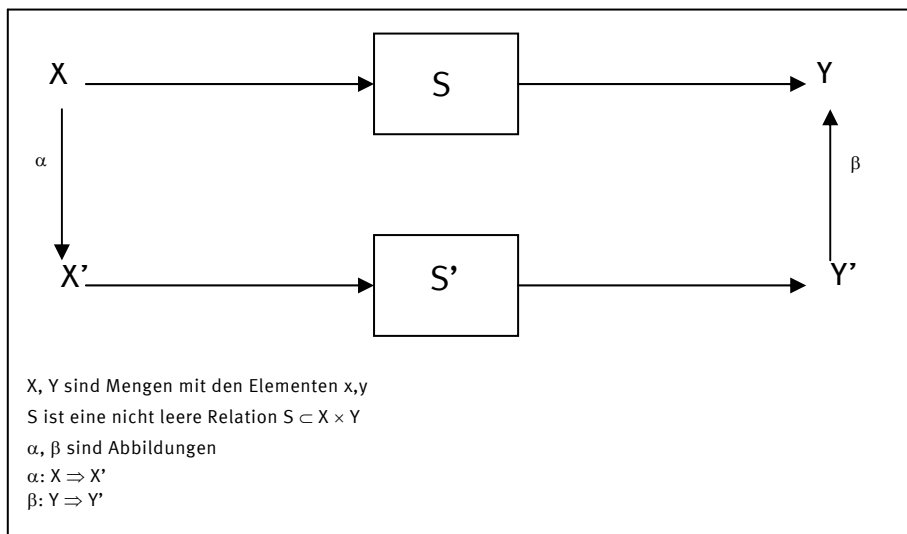 X S Y
α β
X’ S’ Y’
X, Y sind Mengen mit den Elementen x,y
S ist eine nicht leere Relation S ⊂ X × Y
α, β sind Abbildungen
α: X ⇒ X’
β: Y ⇒ Y’